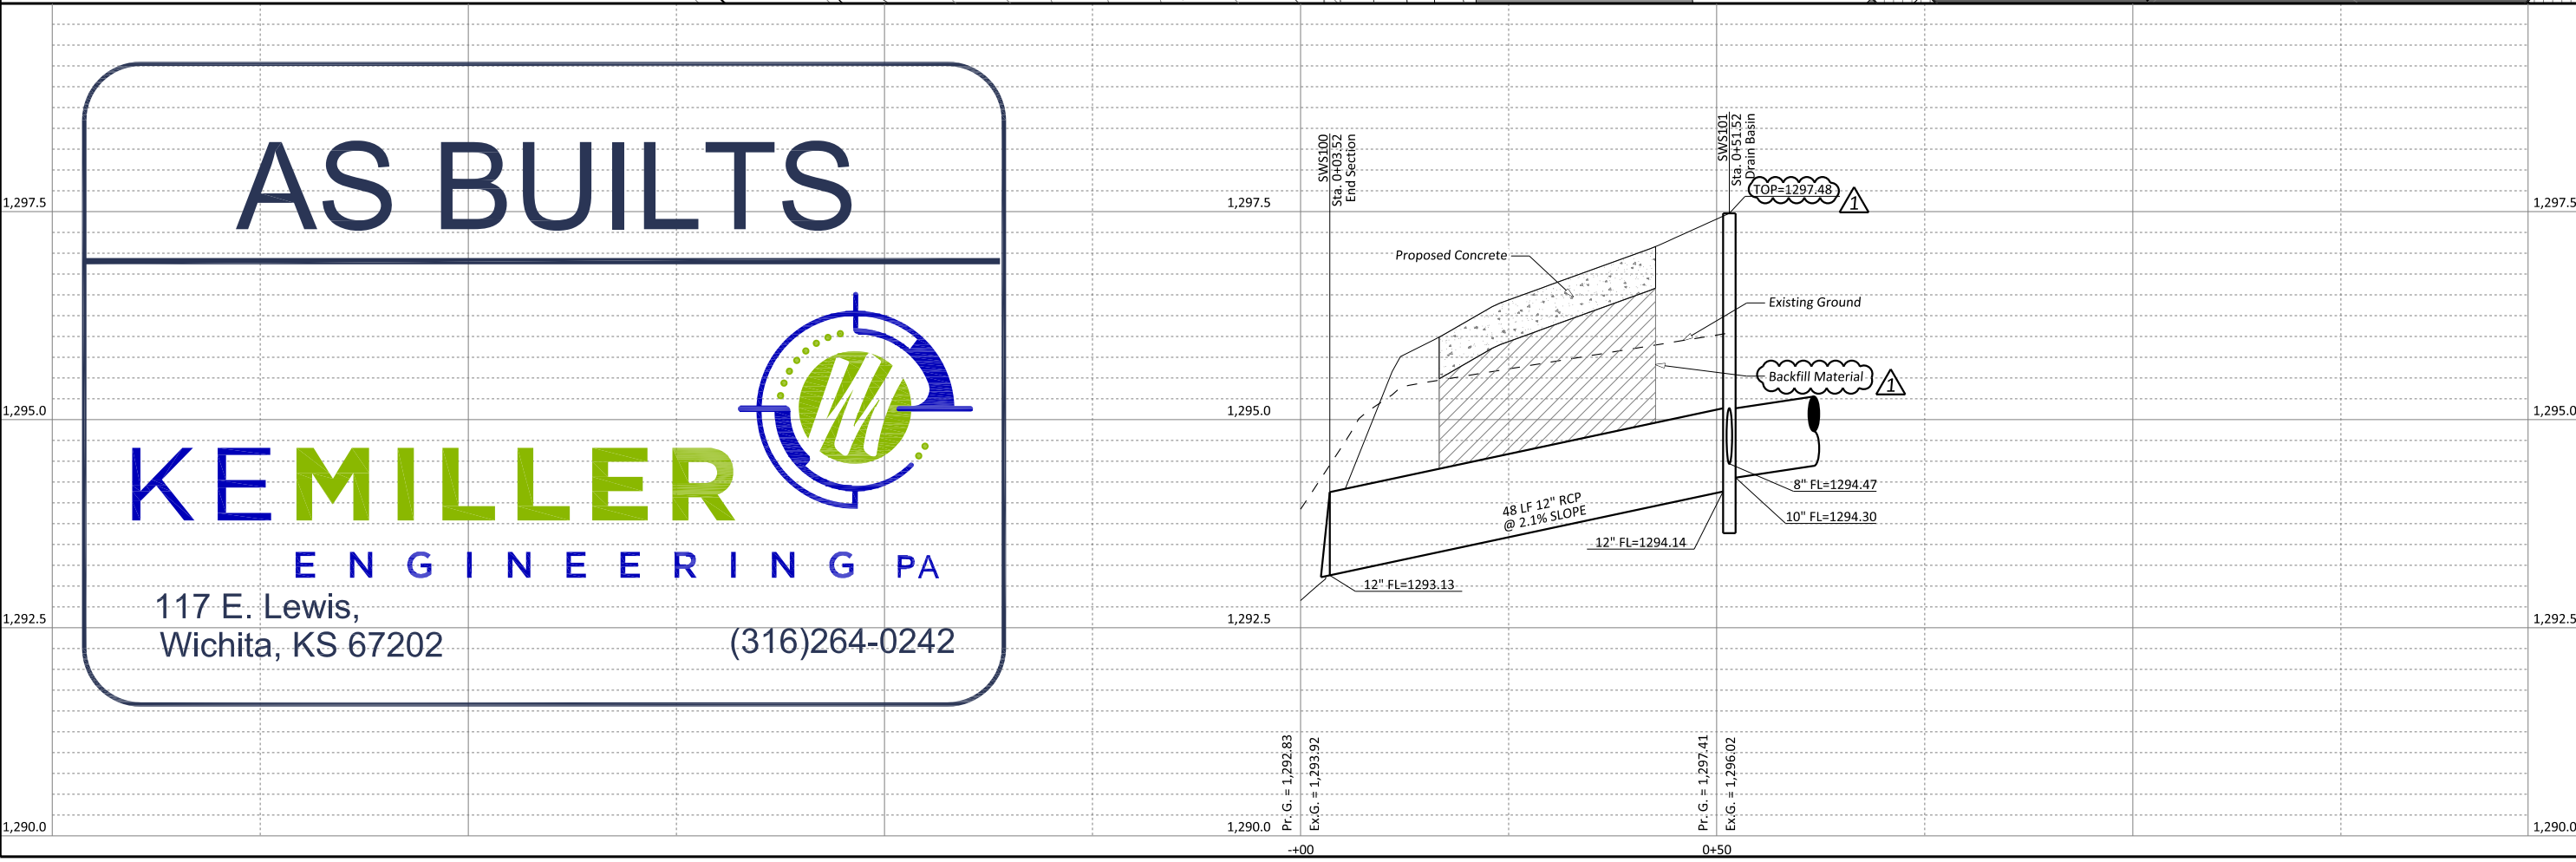 AS BUILTS
KEMILLER
ENGINEERING PA
117 E. Lewis,
Wichita, KS 67202
(316)264-0242
1,297.5
1,295.0
1,292.5
1,290.0
1,297.5
1,295.0
1,292.5
1,290.0
SWS100
Sta. 0+03.52
End Section
SWS101
Sta. 0+51.52
Drain Basin
TOP=1297.48
1
Proposed Concrete
Existing Ground
Backfill Material
1
8" FL=1294.47
10" FL=1294.30
48 LF 12" RCP
@ 2.1% SLOPE
12" FL=1294.14
12" FL=1293.13
Pr. G. = 1,292.83
Ex.G. = 1,293.92
Pr. G. = 1,297.41
Ex.G. = 1,296.02
-+00
0+50
1,297.5
1,295.0
1,292.5
1,290.0